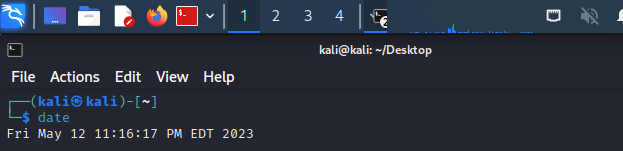 1 2 3 4
kali@kali: ~/Desktop
File Actions Edit View Help
┌──(kali㉿kali)-[~]
└─$ date
Fri May 12 11:16:17 PM EDT 2023